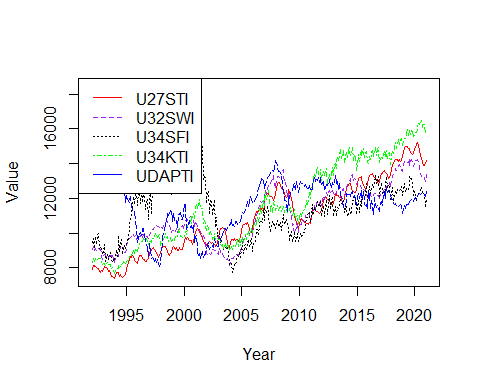 U27STI
U32SWI
U34SFI
U34KTI
UDAPTI
Value
8000
12000
16000
1995
2000
2005
2010
2015
2020
Year